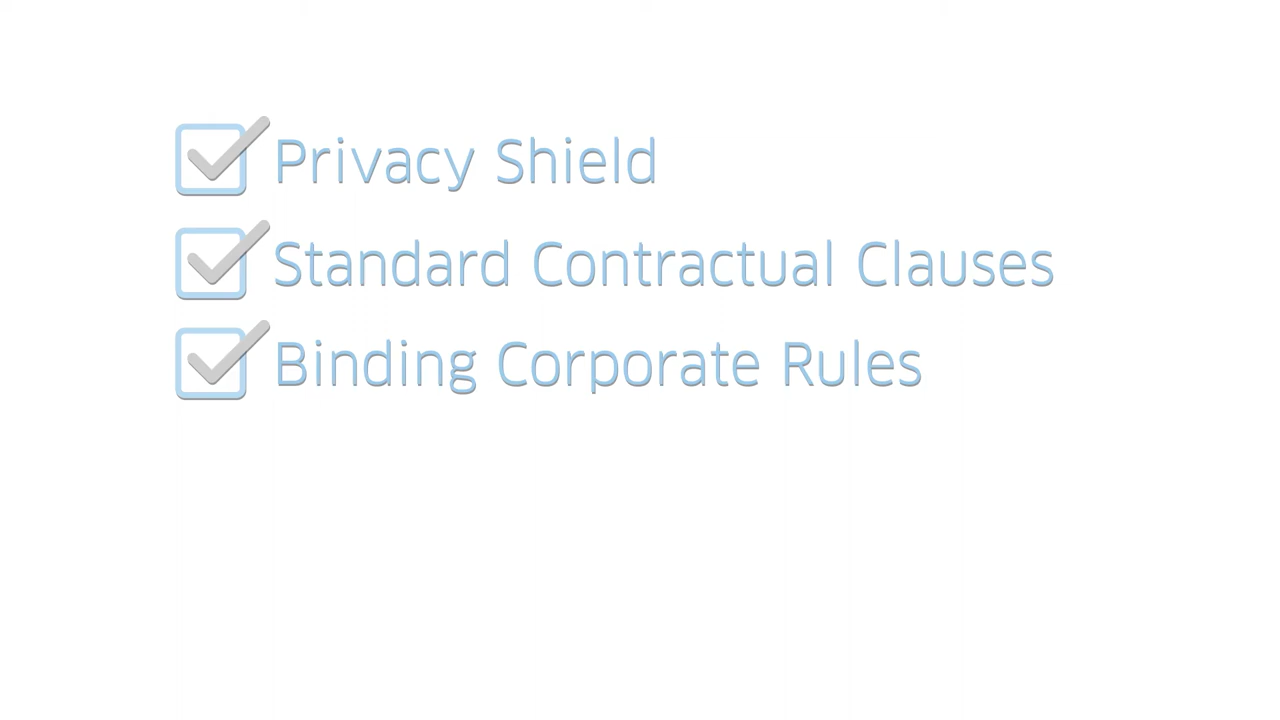 Privacy Shield
Standard Contractual Clauses
Binding Corporate Rules